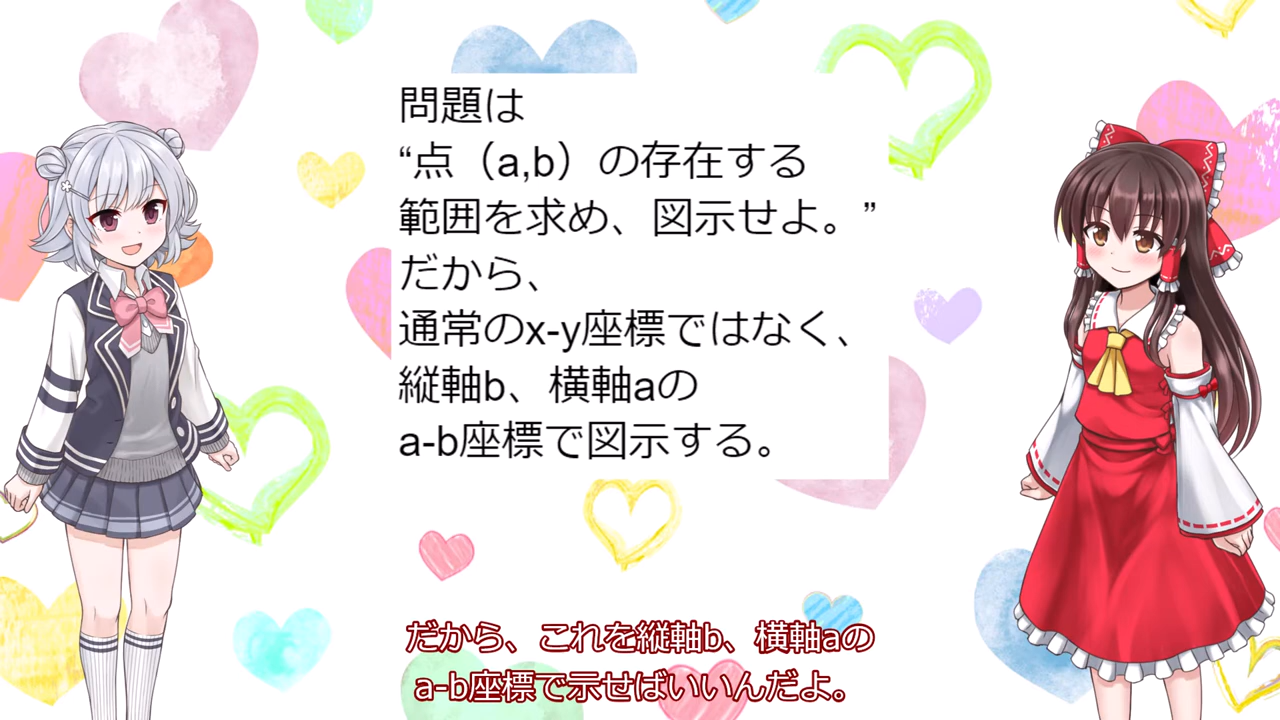 問題は
“点（a,b）の存在する
範囲を求め、図示せよ。”
だから、
通常のx-y座標ではなく、
縦軸b、横軸aの
a-b座標で図示する。
だから、これを縦軸b、横軸aの
a-b座標で示せばいいんだよ。